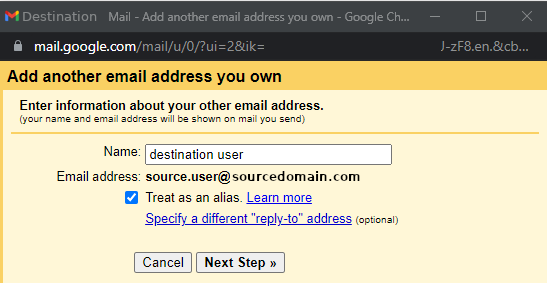 Destination Mail - Add another email address you own - Google Ch...
mail.google.com/mail/u/0/?ui=2&ik= J-zF8.en.&cb...
Add another email address you own
Enter information about your other email address.
(your name and email address will be shown on mail you send)
Name: destination user
Email address: source.user@sourcedomain.com
Treat as an alias. Learn more
Specify a different "reply-to" address (optional)
Cancel Next Step »